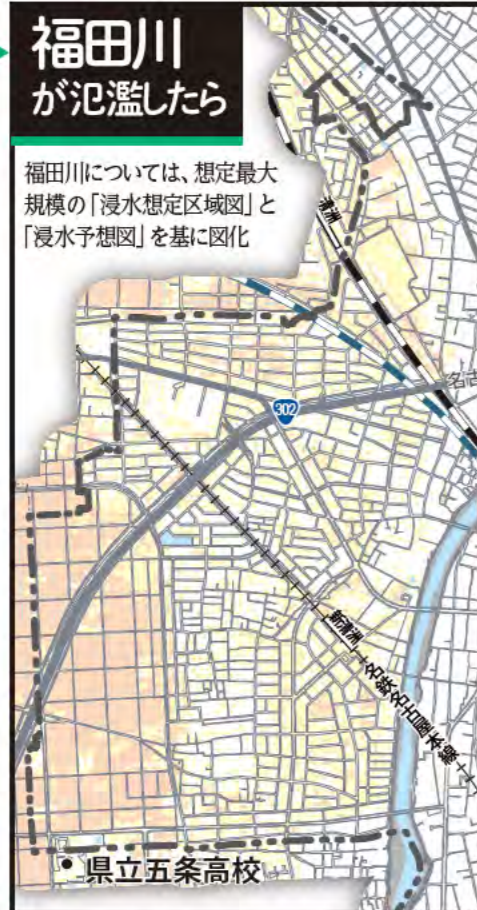 福田川
が氾濫したら
福田川については、想定最大
規模の「浸水想定区域図」と
「浸水予想図」を基に図化
清洲
名古
302
新清洲
名鉄名古屋本線
県立五条高校